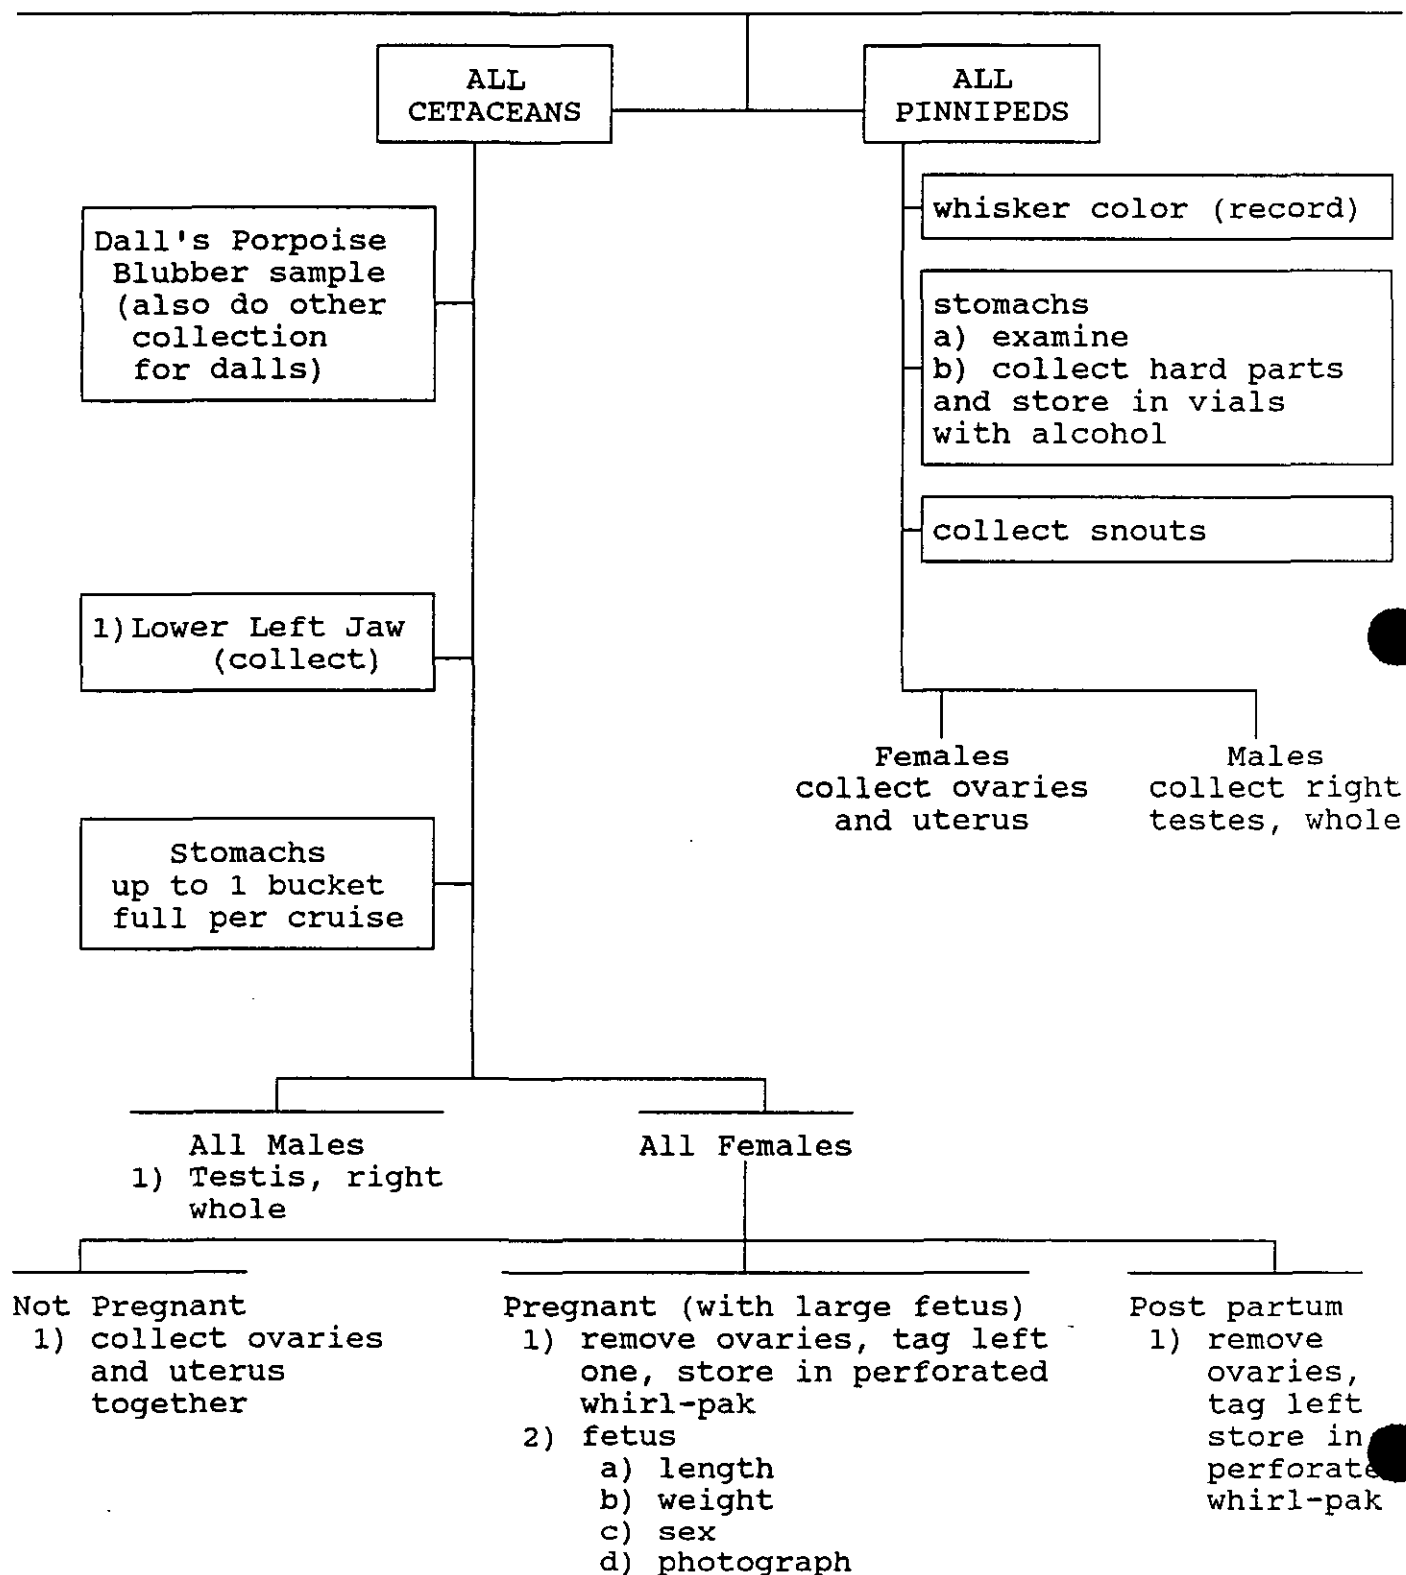 ALL
CETACEANS
ALL
PINNIPEDS
Dall's Porpoise
Blubber sample
(also do other
collection
for dalls)
whisker color (record)
stomachs
a) examine
b) collect hard parts
and store in vials
with alcohol
collect snouts
1)Lower Left Jaw
(collect)
Females
collect ovaries
and uterus
Males
collect right
testes, whole
Stomachs
up to 1 bucket
full per cruise
All Males
1) Testis, right
whole
All Females
Not Pregnant
1) collect ovaries
and uterus
together
Pregnant (with large fetus)
1) remove ovaries, tag left
one, store in perforated
whirl-pak
2) fetus
a) length
b) weight
c) sex
d) photograph
Post partum
1) remove
ovaries,
tag left
store in
perforate
whirl-pak